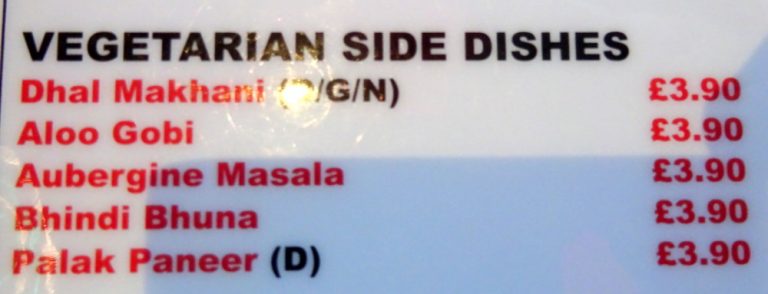 VEGETARIAN SIDE DISHES
Dhal Makhani (D/G/N) £3.90
Aloo Gobi £3.90
Aubergine Masala £3.90
Bhindi Bhuna £3.90
Palak Paneer (D) £3.90